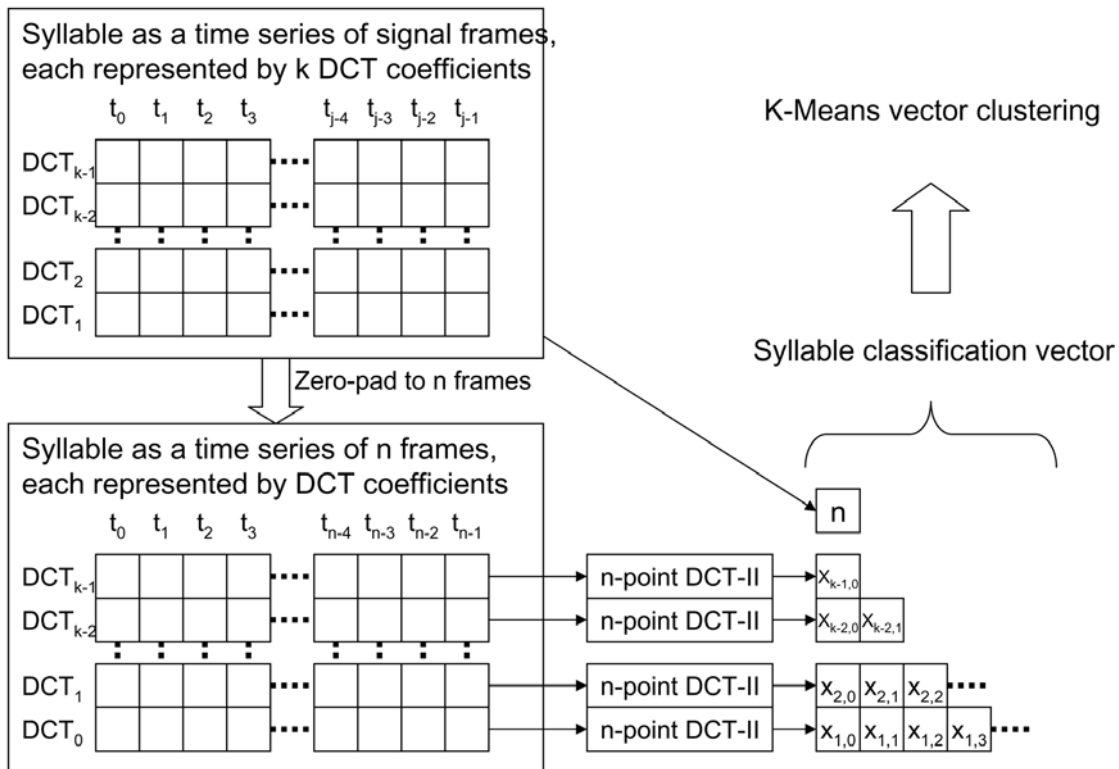 Syllable as a time series of signal frames,
each represented by k DCT coefficients
t0 t1 t2 t3 tj-4 tj-3 tj-2 tj-1
DCTk-1
DCTk-2
DCT2
DCT1
K-Means vector clustering
Syllable classification vector
Zero-pad to n frames
Syllable as a time series of n frames,
each represented by DCT coefficients
t0 t1 t2 t3 tn-4 tn-3 tn-2 tn-1
n
DCTk-1 n-point DCT-II xk-1,0
DCTk-2 n-point DCT-II xk-2,0 xk-2,1
DCT1 n-point DCT-II x2,0 x2,1 x2,2
DCT0 n-point DCT-II x1,0 x1,1 x1,2 x1,3